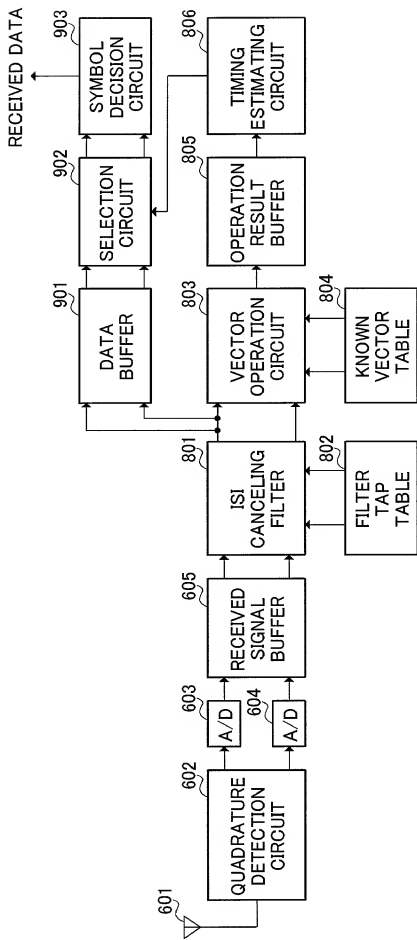 601
602
QUADRATURE
DETECTION
CIRCUIT
603
A/D
604
A/D
605
RECEIVED
SIGNAL
BUFFER
801
ISI
CANCELING
FILTER
802
FILTER
TAP
TABLE
803
VECTOR
OPERATION
CIRCUIT
804
KNOWN
VECTOR
TABLE
805
OPERATION
RESULT
BUFFER
806
TIMING
ESTIMATING
CIRCUIT
901
DATA
BUFFER
902
SELECTION
CIRCUIT
903
SYMBOL
DECISION
CIRCUIT
RECEIVED DATA